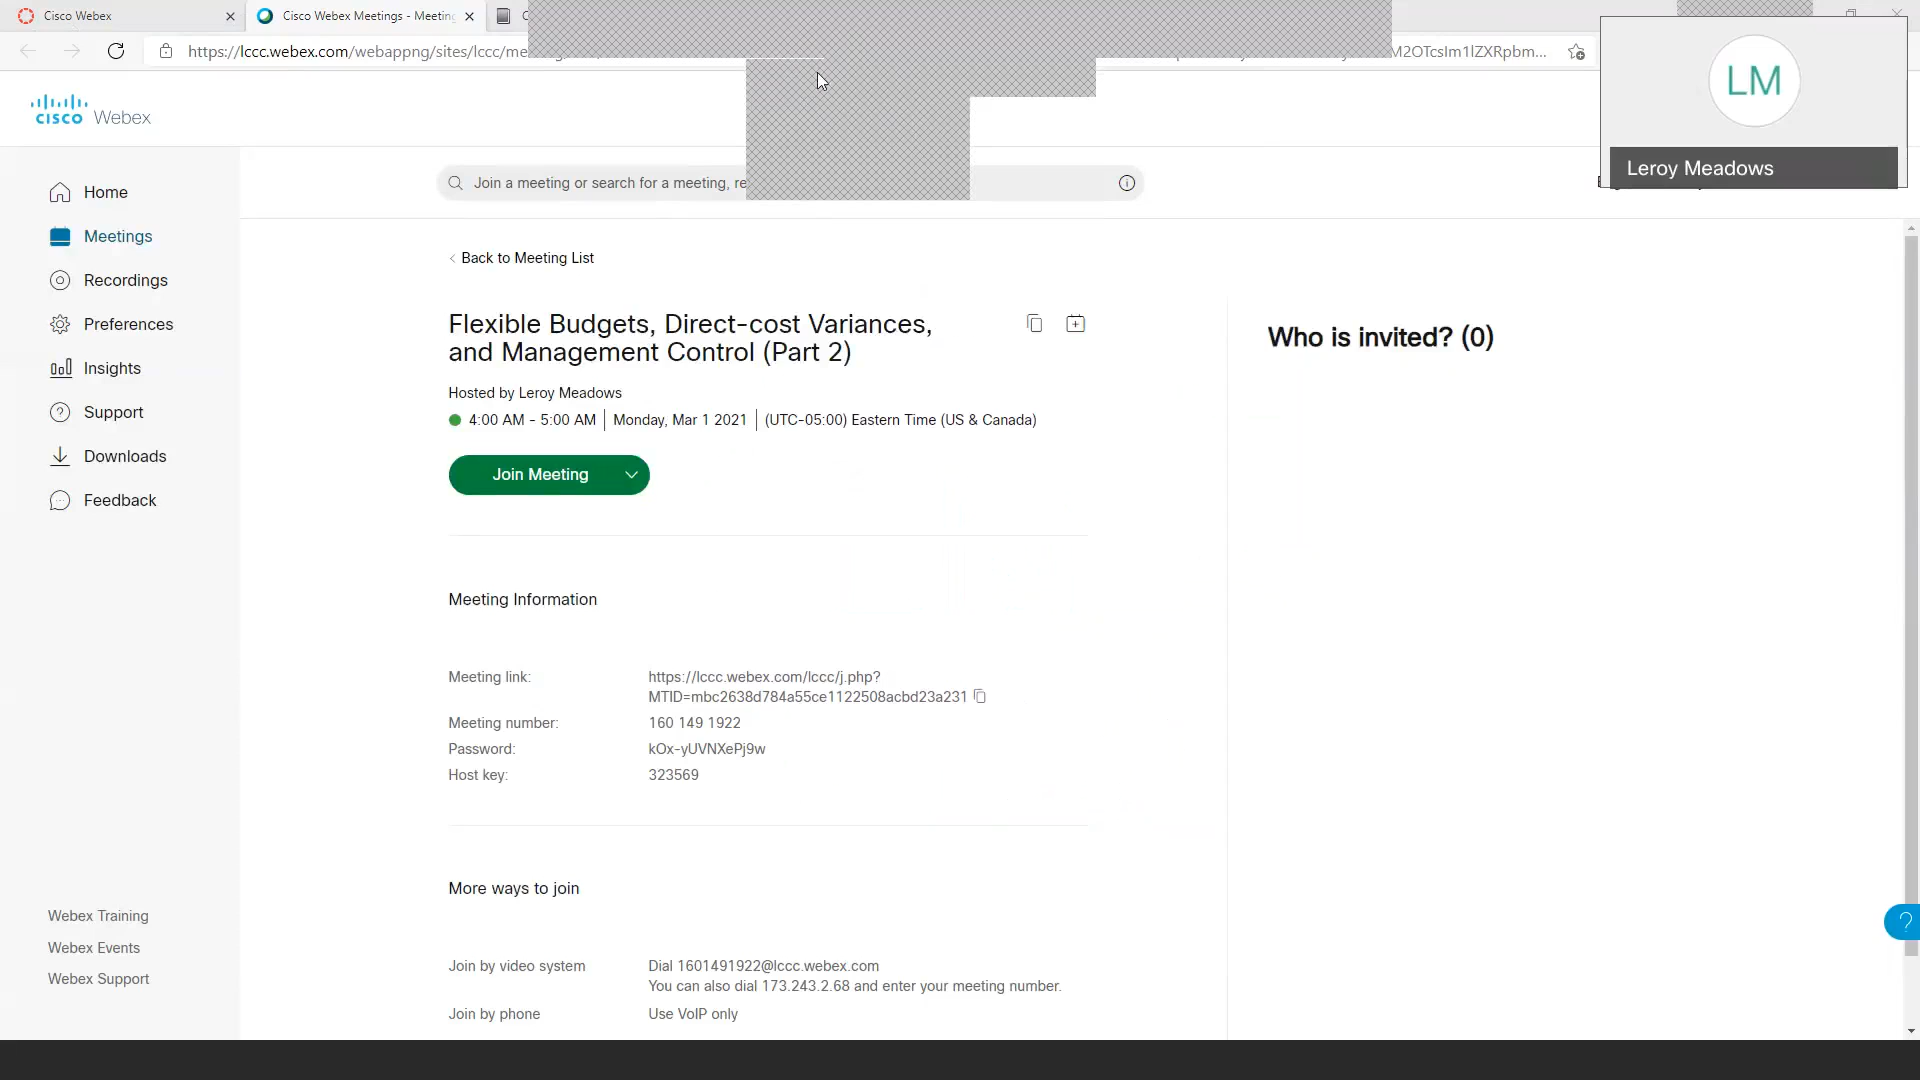 Cisco Webex
Cisco Webex Meetings - Meeting
https://lccc.webex.com/webappng/sites/lccc/me
M2OTcsIm1lZXRpbm...
LM
Leroy Meadows
CISCO Webex
Join a meeting or search for a meeting, re
Home
Meetings
Recordings
Preferences
Insights
Support
Downloads
Feedback
Webex Training
Webex Events
Webex Support
Back to Meeting List
Flexible Budgets, Direct-cost Variances,
and Management Control (Part 2)
Hosted by Leroy Meadows
4:00 AM - 5:00 AM | Monday, Mar 1 2021 | (UTC-05:00) Eastern Time (US & Canada)
Join Meeting
Meeting Information
Meeting link: https://lccc.webex.com/lccc/j.php?
MTID=mbc2638d784a55ce1122508acbd23a231
Meeting number: 160 149 1922
Password: kOx-yUVNXePj9w
Host key: 323569
More ways to join
Join by video system Dial 1601491922@lccc.webex.com
You can also dial 173.243.2.68 and enter your meeting number.
Join by phone Use VoIP only
Who is invited? (0)
?